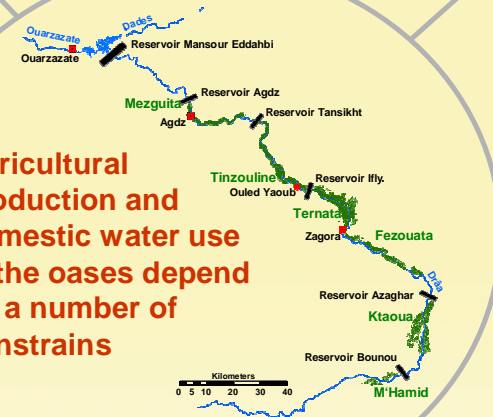 Dades
Ouarzazate
Reservoir Mansour Eddahbi
Ouarzazate
Reservoir Agdz
Mezguita
Reservoir Tansikht
Agdz
ricultural
oduction and
mestic water use
the oases depend
a number of
nstrains
Tinzouline
Reservoir Ifly.
Ouled Yaoub
Ternata
Zagora
Fezouata
Drâa
Reservoir Azaghar
Ktaoua
Reservoir Bounou
Kilometers
0 5 10 20 30 40
M'Hamid